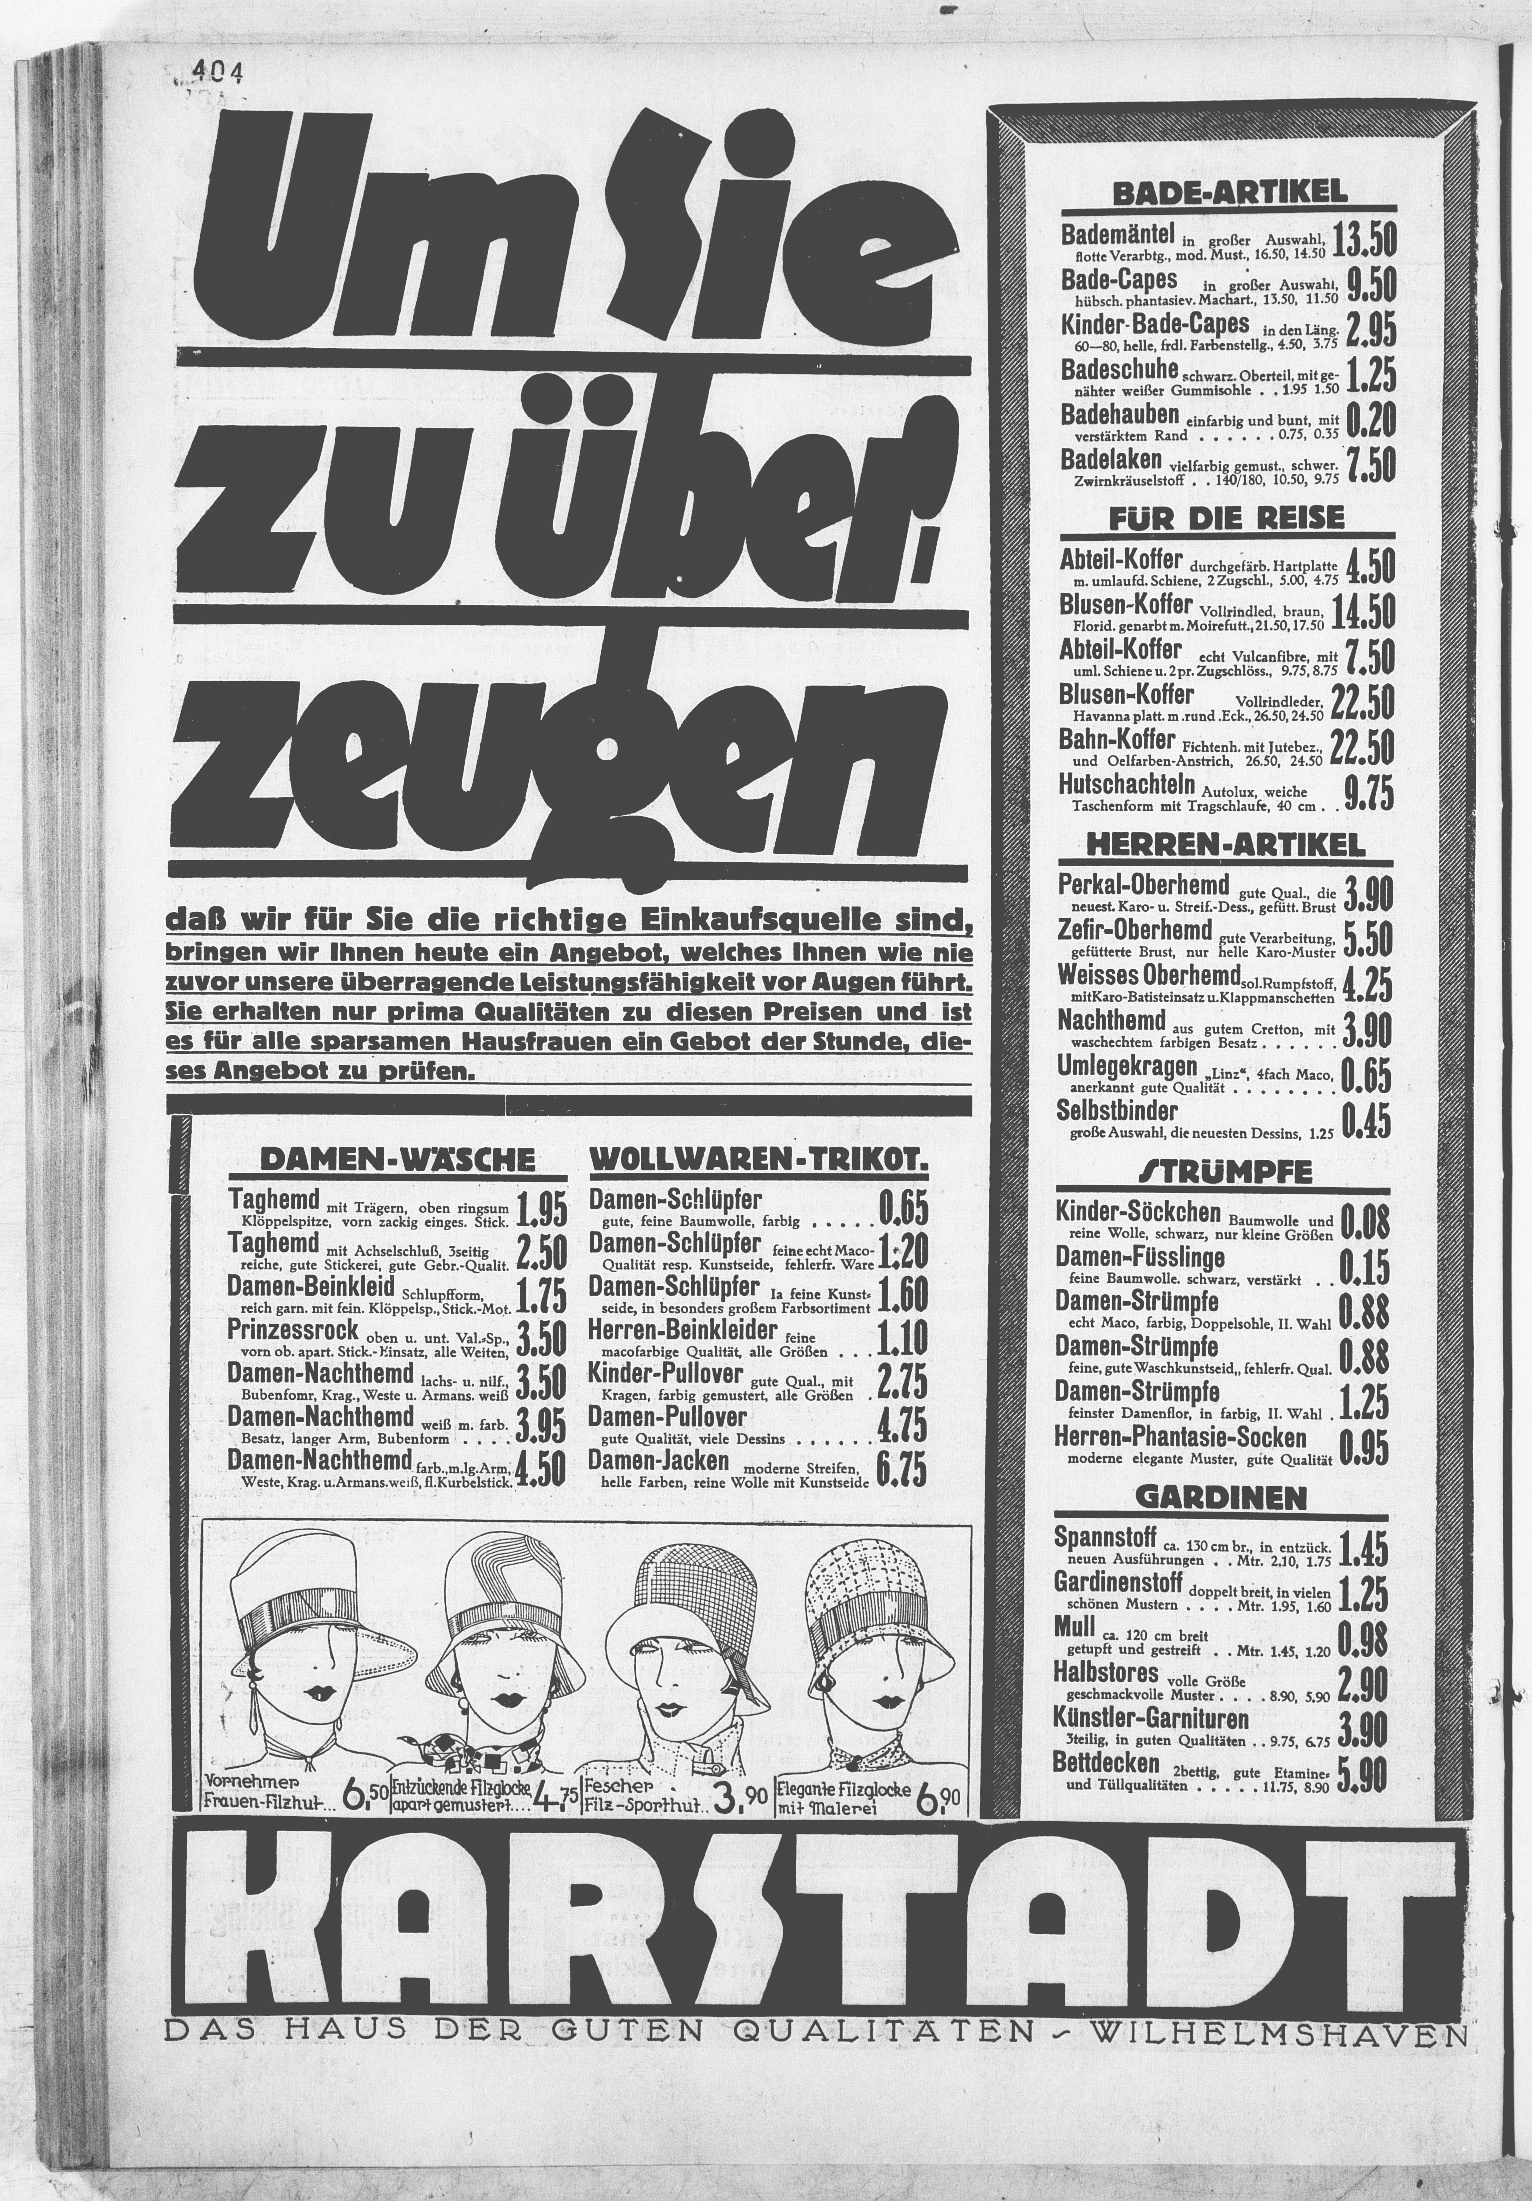 404
Um Sie
zu über-
zeugen
daß wir für Sie die richtige Einkaufsquelle sind,
bringen wir Ihnen heute ein Angebot, welches Ihnen wie nie
zuvor unsere überragende Leistungsfähigkeit vor Augen führt.
Sie erhalten nur prima Qualitäten zu diesen Preisen und ist
es für alle sparsamen Hausfrauen ein Gebot der Stunde, die-
ses Angebot zu prüfen.
DAMEN-WÄSCHE
Taghemd mit Trägern, oben ringsum 1.95
Klöppelspitze, vorn zackig einges. Stick.
Taghemd mit Achselschluß, 3seitig 2.50
reiche, gute Stickerei, gute Gebr.-Qualit.
Damen-Beinkleid Schlupfform, 1.75
reich garn. mit fein. Klöppelsp., Stick.-Mot.
Prinzessrock oben u. unt. Val.-Sp., 3.50
vorn ob. apart. Stick.-Einsatz, alle Weiten,
Damen-Nachthemd lachs- u. nilf., 3.50
Bubenfomr, Krag., Weste u. Armans. weiß
Damen-Nachthemd weiß m. farb. 3.95
Besatz, langer Arm, Bubenform . . . .
Damen-Nachthemd farb.,m.lg.Arm, 4.50
Weste, Krag. u.Armans.weiß, fl.Kurbelstick.
WOLLWAREN-TRIKOT.
Damen-Schlüpfer 0.65
gute, feine Baumwolle, farbig . . . . .
Damen-Schlüpfer feine echt Maco- 1.20
Qualität resp. Kunstseide, fehlerfr. Ware
Damen-Schlüpfer Ia feine Kunst- 1.60
seide, in besonders großem Farbsortiment
Herren-Beinkleider feine 1.10
macofarbige Qualität, alle Größen . . .
Kinder-Pullover gute Qual., mit 2.75
Kragen, farbig gemustert, alle Größen .
Damen-Pullover 4.75
gute Qualität, viele Dessins . . . . . .
Damen-Jacken moderne Streifen, 6.75
helle Farben, reine Wolle mit Kunstseide
Vornehmer
Frauen-Filzhut... 6,50
Entzückende Filzglocke
apart gemustert.... 4,75
Fescher
Filz-Sporthut.. 3,90
Elegante Filzglocke
mit Malerei 6,90
BADE-ARTIKEL
Bademäntel in großer Auswahl, 13.50
flotte Verarbtg., mod. Must., 16.50, 14.50
Bade-Capes in großer Auswahl, 9.50
hübsch. phantasiev. Machart., 13.50, 11.50
Kinder-Bade-Capes in den Läng. 2.95
60—80, helle, frdl. Farbenstellg., 4.50, 3.75
Badeschuhe schwarz. Oberteil, mit ge- 1.25
nähter weißer Gummisohle . . 1.95 1.50
Badehauben einfarbig und bunt, mit 0.20
verstärktem Rand . . . . . . 0.75, 0.35
Badelaken vielfarbig gemust., schwer. 7.50
Zwirnkräuselstoff . . 140/180, 10.50, 9.75
FÜR DIE REISE
Abteil-Koffer durchgefärb. Hartplatte 4.50
m. umlaufd. Schiene, 2 Zugschl., 5.00, 4.75
Blusen-Koffer Vollrindled, braun, 14.50
Florid. genarbt m. Moirefutt., 21.50, 17.50
Abteil-Koffer echt Vulcanfibre, mit 7.50
uml. Schiene u. 2 pr. Zugschlöss., 9.75, 8.75
Blusen-Koffer Vollrindleder, 22.50
Havanna platt. m .rund .Eck., 26.50, 24.50
Bahn-Koffer Fichtenh. mit Jutebez., 22.50
und Oelfarben-Anstrich, 26.50, 24.50
Hutschachteln Autolux, weiche 9.75
Taschenform mit Tragschlaufe, 40 cm . .
HERREN-ARTIKEL
Perkal-Oberhemd gute Qual., die 3.90
neuest. Karo- u. Streif.-Dess., gefütt. Brust
Zefir-Oberhemd gute Verarbeitung, 5.50
gefütterte Brust, nur helle Karo-Muster
Weisses Oberhemd sol.Rumpfstoff, 4.25
mit Karo-Batisteinsatz u. Klappmanschetten
Nachthemd aus gutem Cretton, mit 3.90
waschechtem farbigen Besatz . . . . . .
Umlegekragen „Linz“, 4fach Maco, 0.65
anerkannt gute Qualität . . . . . . . .
Selbstbinder 0.45
große Auswahl, die neuesten Dessins, 1.25
STRÜMPFE
Kinder-Söckchen Baumwolle und 0.08
reine Wolle, schwarz, nur kleine Größen
Damen-Füsslinge 0.15
feine Baumwolle. schwarz, verstärkt . .
Damen-Strümpfe 0.88
echt Maco, farbig, Doppelsohle, II. Wahl
Damen-Strümpfe 0.88
feine, gute Waschkunstseid., fehlerfr. Qual.
Damen-Strümpfe 1.25
feinster Damenflor, in farbig, II. Wahl .
Herren-Phantasie-Socken 0.95
moderne elegante Muster, gute Qualität
GARDINEN
Spannstoff ca. 130 cm br., in entzück. 1.45
neuen Ausführungen . . Mtr. 2.10, 1.75
Gardinenstoff doppelt breit, in vielen 1.25
schönen Mustern . . . . Mtr. 1.95, 1.60
Mull ca. 120 cm breit 0.98
getupft und gestreift . . Mtr. 1.45, 1.20
Halbstores volle Größe 2.90
geschmackvolle Muster . . . . 8.90, 5.90
Künstler-Garnituren 3.90
3teilig, in guten Qualitäten . . 9.75, 6.75
Bettdecken 2bettig, gute Etamine- 5.90
und Tüllqualitäten . . . . . 11.75, 8.90
KARSTADT
DAS HAUS DER GUTEN QUALITÄTEN ~ WILHELMSHAVEN